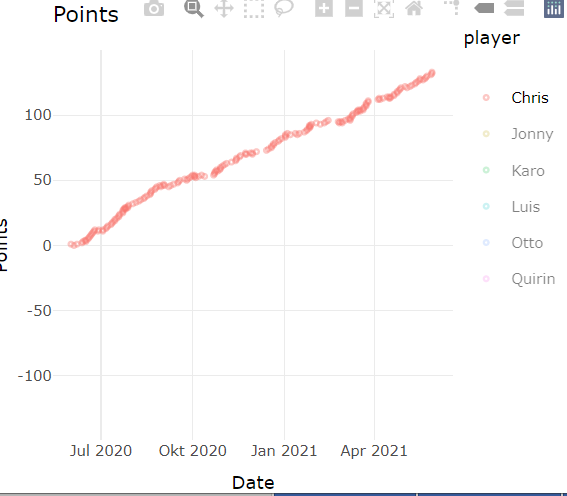 Points
player
Chris
Jonny
Karo
Luis
Otto
Quirin
100
50
0
-50
-100
Points
Jul 2020 Okt 2020 Jan 2021 Apr 2021
Date